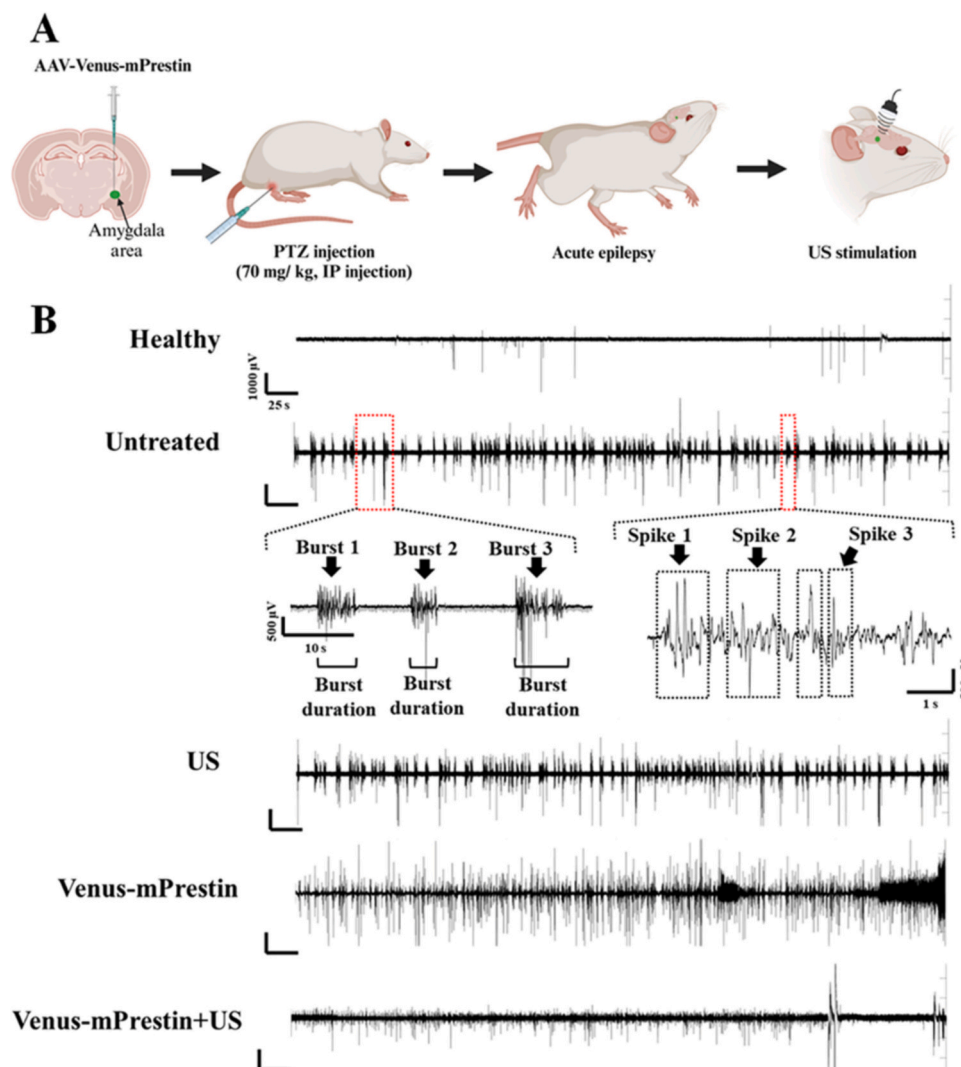 A
AAV-Venus-mPrestin
Amygdala
area
PTZ injection
(70 mg/ kg, IP injection)
Acute epilepsy
US stimulation
B
Healthy
1000 μV
25 s
Untreated
Burst 1
Burst 2
Burst 3
Spike 1
Spike 2
Spike 3
500 μV
10 s
Burst
duration
Burst
duration
Burst
duration
1 s
US
Venus-mPrestin
Venus-mPrestin+US